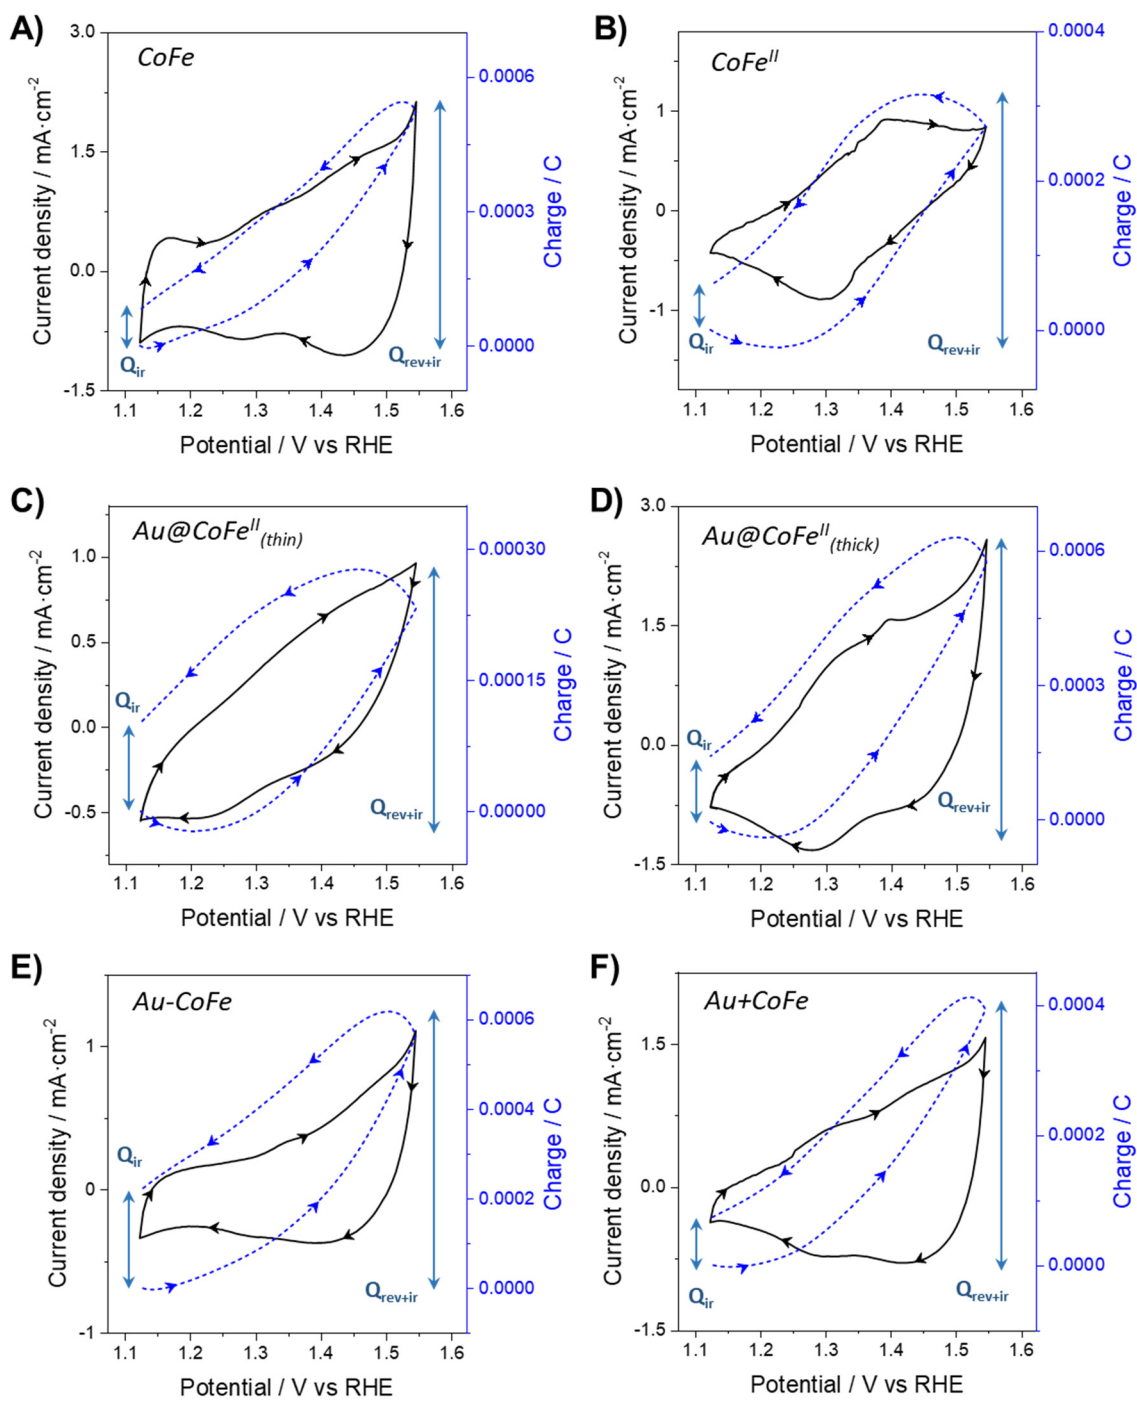 A)
CoFe
3.0
1.5
0.0
-1.5
Current density / mA·cm-2
0.0006
0.0003
0.0000
Charge / C
Qir
Qrev+ir
1.1 1.2 1.3 1.4 1.5 1.6
Potential / V vs RHE
B)
CoFeII
1
0
-1
Current density / mA·cm-2
0.0004
0.0002
0.0000
Charge / C
Qir
Qrev+ir
1.1 1.2 1.3 1.4 1.5 1.6
Potential / V vs RHE
C)
Au@CoFeII(thin)
1.0
0.5
0.0
-0.5
Current density / mA·cm-2
0.00030
0.00015
0.00000
Charge / C
Qir
Qrev+ir
1.1 1.2 1.3 1.4 1.5 1.6
Potential / V vs RHE
D)
Au@CoFeII(thick)
3.0
1.5
0.0
-1.5
Current density / mA·cm-2
0.0006
0.0003
0.0000
Charge / C
Qir
Qrev+ir
1.1 1.2 1.3 1.4 1.5 1.6
Potential / V vs RHE
E)
Au-CoFe
1
0
-1
Current density / mA·cm-2
0.0006
0.0004
0.0002
0.0000
Charge / C
Qir
Qrev+ir
1.1 1.2 1.3 1.4 1.5 1.6
Potential / V vs RHE
F)
Au+CoFe
1.5
0.0
-1.5
Current density / mA·cm-2
0.0004
0.0002
0.0000
Charge / C
Qir
Qrev+ir
1.1 1.2 1.3 1.4 1.5 1.6
Potential / V vs RHE